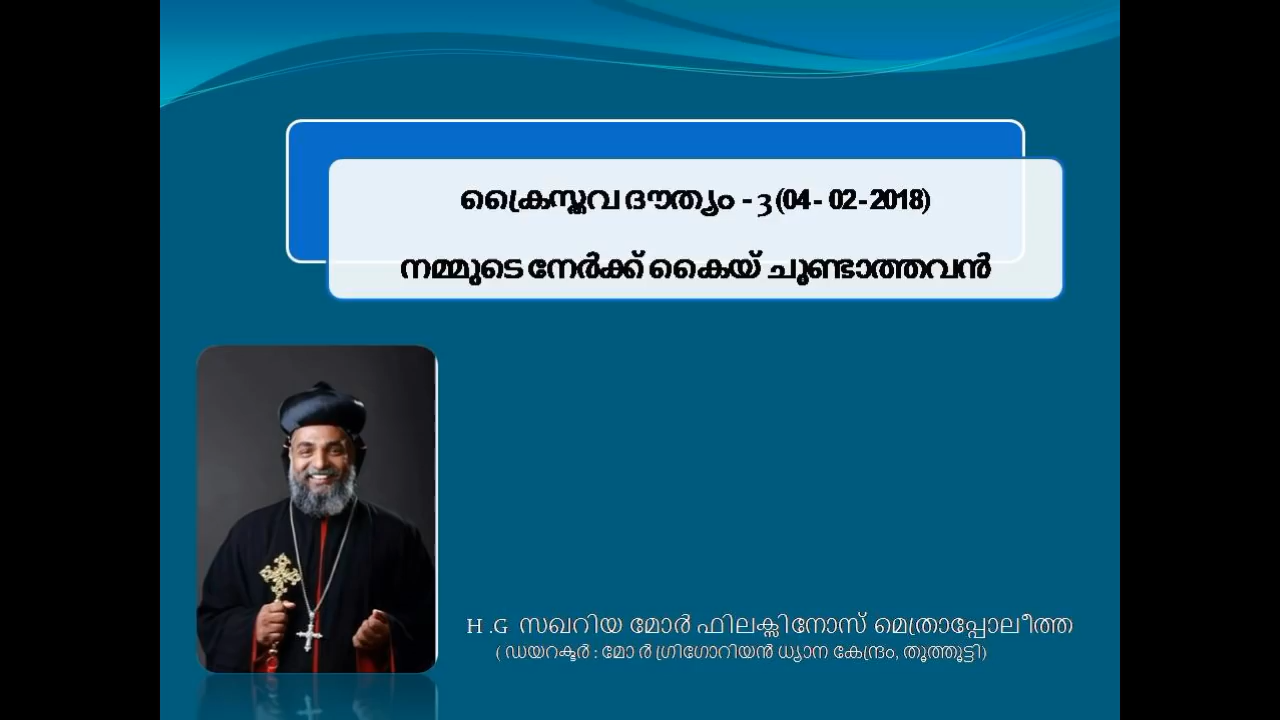 ക്രൈസ്തവ ദൗത്യം - 3 (04 - 02 - 2018)
നമ്മുടെ നേർക്ക് കൈയ് ചൂണ്ടാത്തവൻ
H .G സഖറിയ മോർ ഫിലക്സിനോസ് മെത്രാപ്പോലീത്ത
( ഡയറക്ടർ : മോ ർ ഗ്രിഗോറിയൻ ധ്യാന കേന്ദ്രം, തൂത്തൂട്ടി)